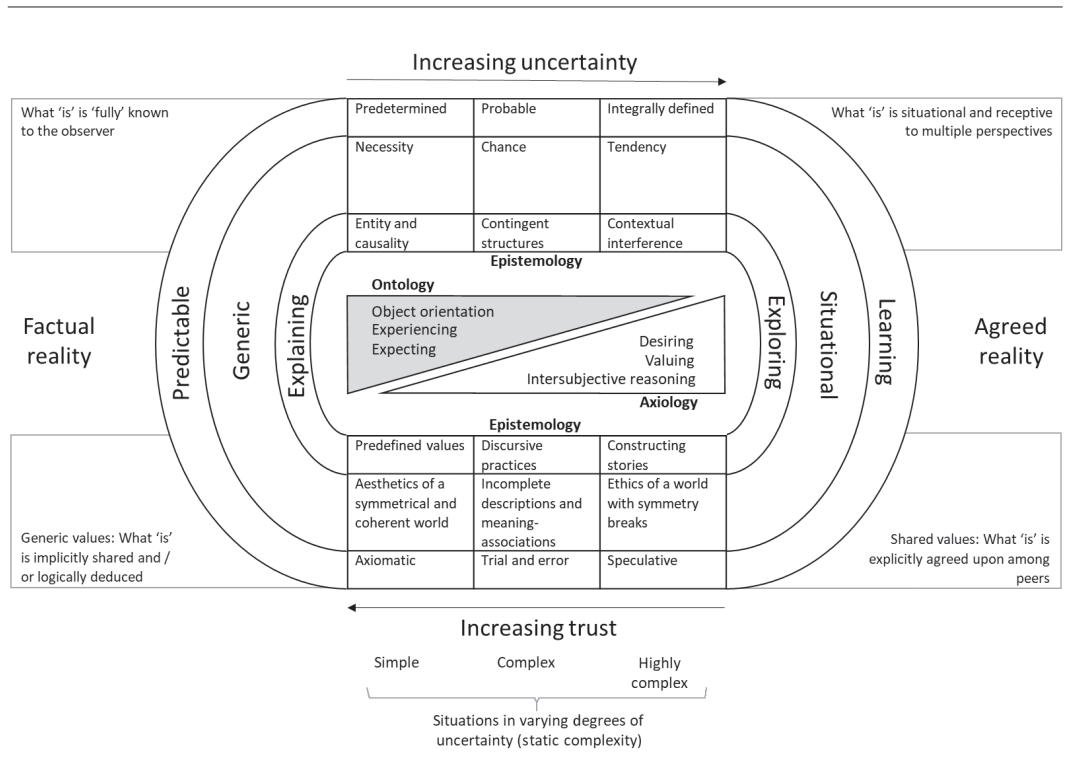 Increasing uncertainty
What ‘is’ is ‘fully’ known
to the observer
Predetermined
Probable
Integrally defined
What ‘is’ is situational and receptive
to multiple perspectives
Necessity
Chance
Tendency
Entity and
causality
Contingent
structures
Contextual
interference
Epistemology
Ontology
Object orientation
Experiencing
Expecting
Desiring
Valuing
Intersubjective reasoning
Axiology
Factual
reality
Predictable
Generic
Explaining
Exploring
Situational
Learning
Agreed
reality
Epistemology
Predefined values
Discursive
practices
Constructing
stories
Aesthetics of a
symmetrical and
coherent world
Incomplete
descriptions and
meaning-
associations
Ethics of a world
with symmetry
breaks
Axiomatic
Trial and error
Speculative
Generic values: What ‘is’
is implicitly shared and /
or logically deduced
Shared values: What ‘is’ is
explicitly agreed upon among
peers
Increasing trust
Simple
Complex
Highly
complex
Situations in varying degrees of
uncertainty (static complexity)